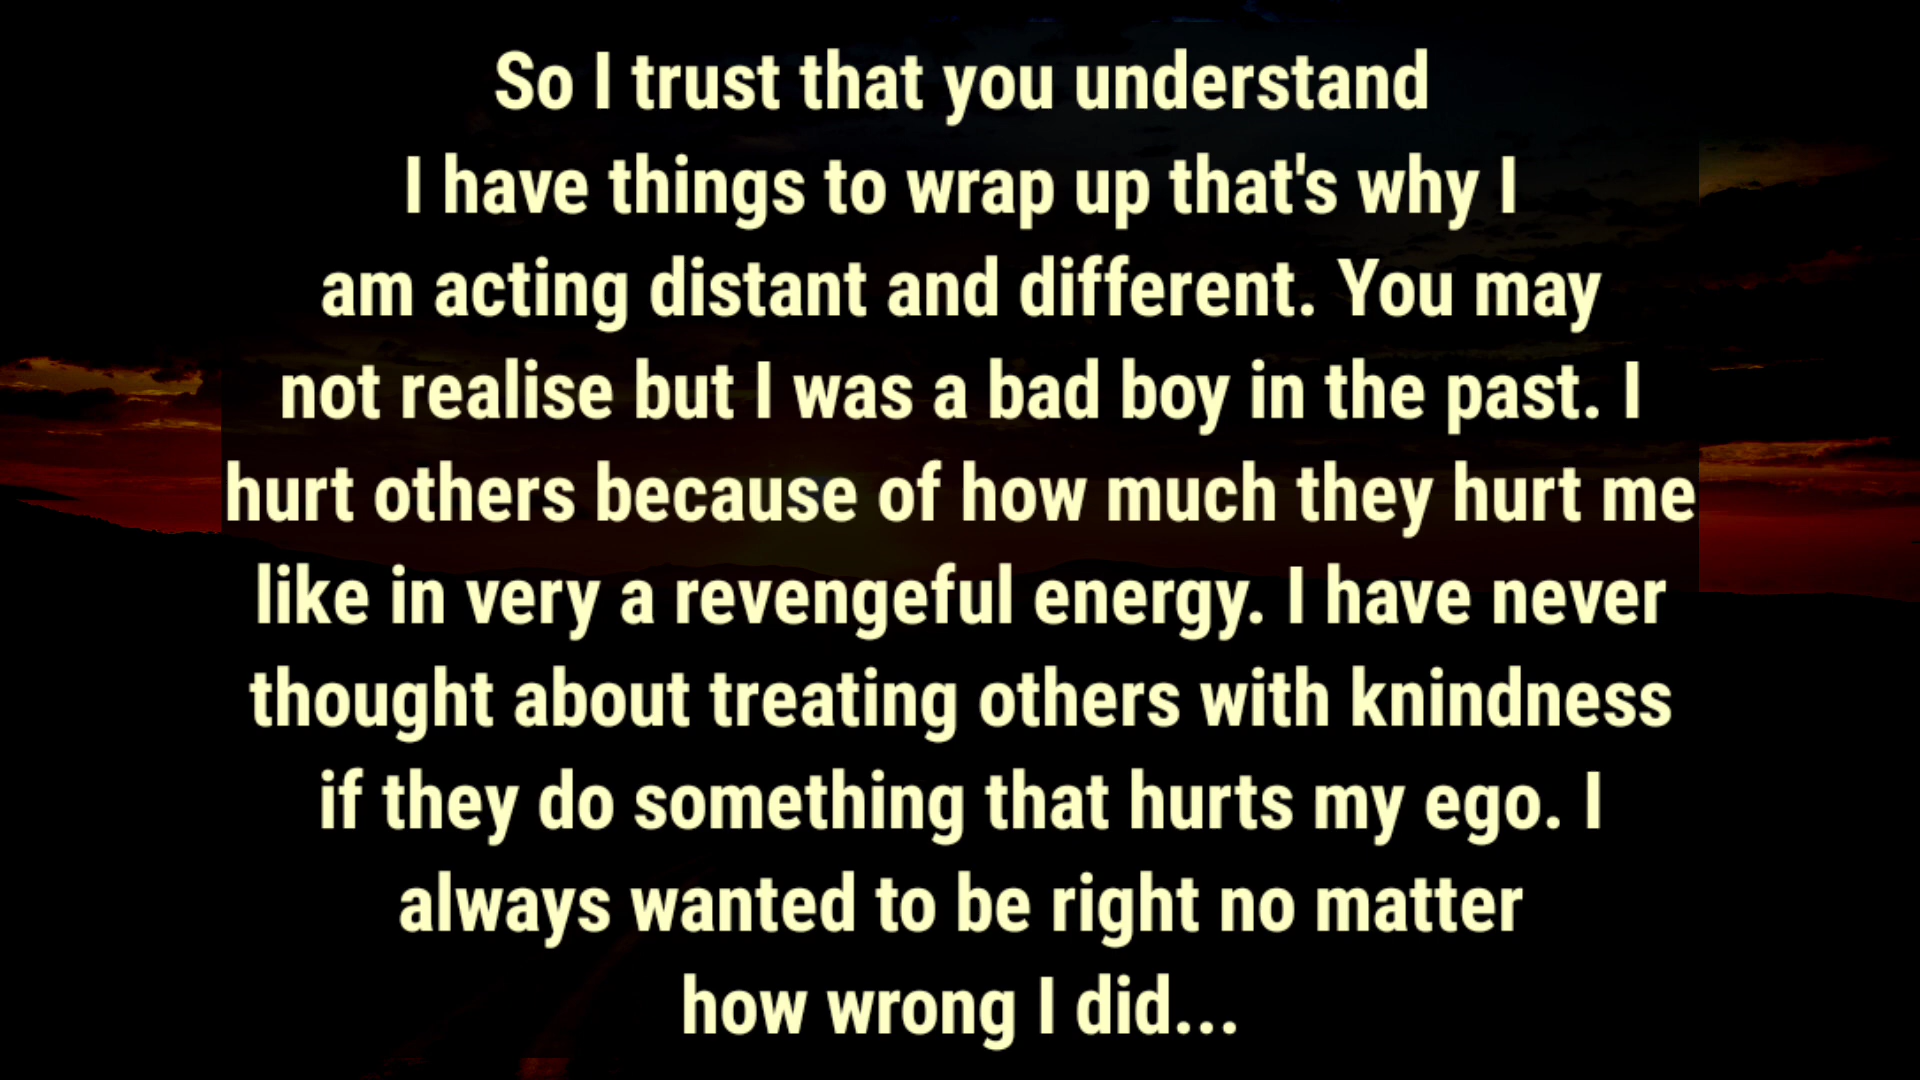 So I trust that you understand
I have things to wrap up that's why I
am acting distant and different. You may
not realise but I was a bad boy in the past. I
hurt others because of how much they hurt me
like in very a revengeful energy. I have never
thought about treating others with knindness
if they do something that hurts my ego. I
always wanted to be right no matter
how wrong I did...